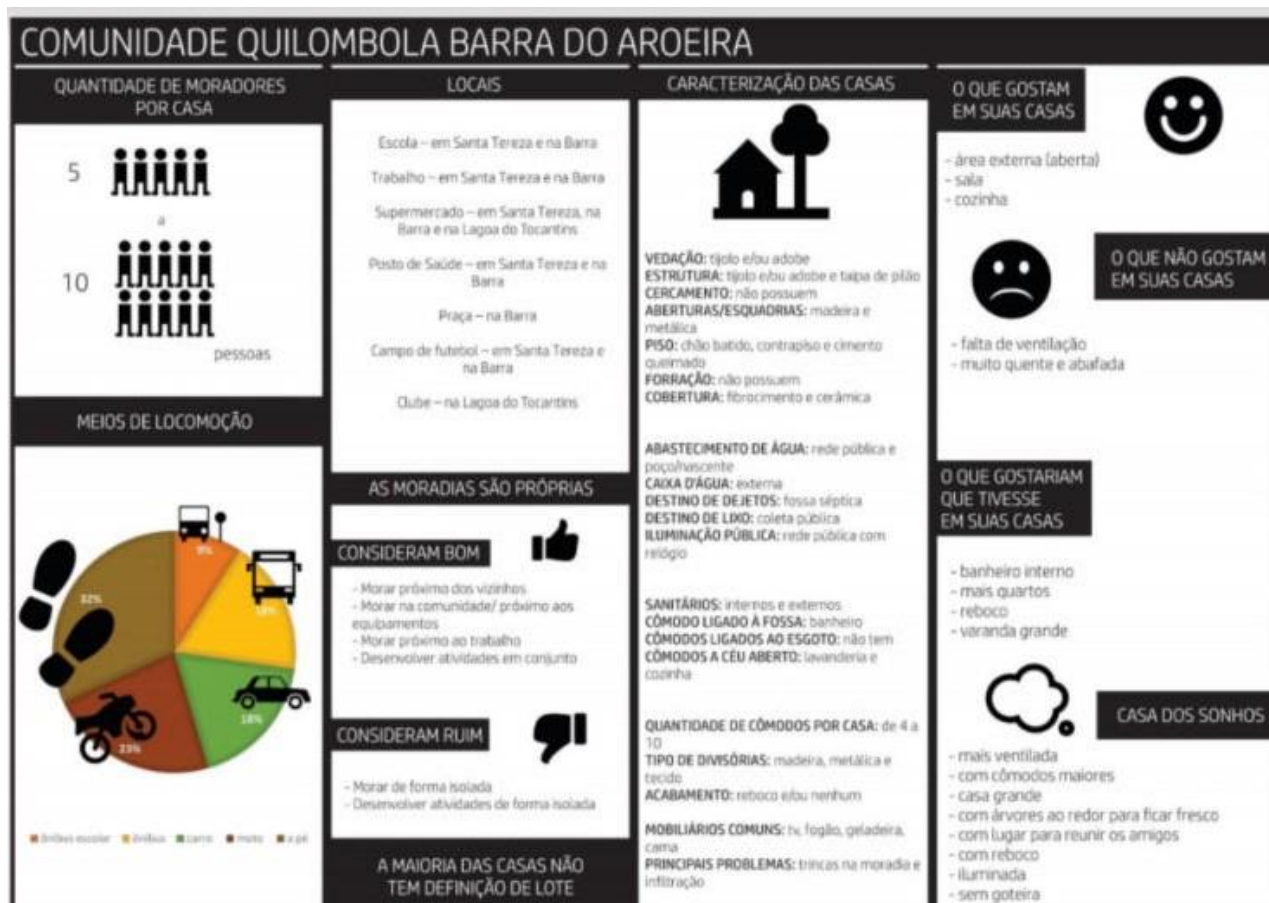 COMUNIDADE QUILOMBOLA BARRA DO AROEIRA
QUANTIDADE DE MORADORES
POR CASA
5
a
10
pessoas
MEIOS DE LOCOMOÇÃO
9%
18%
18%
23%
32%
ônibus escolar ônibus carro moto a pé
LOCAIS
Escola – em Santa Tereza e na Barra
Trabalho – em Santa Tereza e na Barra
Supermercado – em Santa Tereza, na
Barra e na Lagoa do Tocantins
Posto de Saúde – em Santa Tereza e na
Barra
Praça – na Barra
Campo de futebol – em Santa Tereza e
na Barra
Clube – na Lagoa do Tocantins
AS MORADIAS SÃO PRÓPRIAS
CONSIDERAM BOM
- Morar próximo dos vizinhos
- Morar na comunidade/ próximo aos
equipamentos
- Morar próximo ao trabalho
- Desenvolver atividades em conjunto
CONSIDERAM RUIM
- Morar de forma isolada
- Desenvolver atividades de forma isolada
A MAIORIA DAS CASAS NÃO
TEM DEFINIÇÃO DE LOTE
CARACTERIZAÇÃO DAS CASAS
VEDAÇÃO: tijolo e/ou adobe
ESTRUTURA: tijolo e/ou adobe e taipa de pilão
CERCAMENTO: não possuem
ABERTURAS/ESQUADRIAS: madeira e
metálica
PISO: chão batido, contrapiso e cimento
queimado
FORRAÇÃO: não possuem
COBERTURA: fibrocimento e cerâmica
ABASTECIMENTO DE ÁGUA: rede pública e
poço/nascente
CAIXA D'ÁGUA: externa
DESTINO DE DEJETOS: fossa séptica
DESTINO DE LIXO: coleta pública
ILUMINAÇÃO PÚBLICA: rede pública com
relógio
SANITÁRIOS: internos e externos
CÔMODO LIGADO À FOSSA: banheiro
CÔMODOS LIGADOS AO ESGOTO: não tem
CÔMODOS A CÉU ABERTO: lavanderia e
cozinha
QUANTIDADE DE CÔMODOS POR CASA: de 4 a
10
TIPO DE DIVISÓRIAS: madeira, metálica e
tecido
ACABAMENTO: reboco e/ou nenhum
MOBILIÁRIOS COMUNS: tv, fogão, geladeira,
cama
PRINCIPAIS PROBLEMAS: trincas na moradia e
infiltração
O QUE GOSTAM
EM SUAS CASAS
- área externa (aberta)
- sala
- cozinha
O QUE NÃO GOSTAM
EM SUAS CASAS
- falta de ventilação
- muito quente e abafada
O QUE GOSTARIAM
QUE TIVESSE
EM SUAS CASAS
- banheiro interno
- mais quartos
- reboco
- varanda grande
CASA DOS SONHOS
- mais ventilada
- com cômodos maiores
- casa grande
- com árvores ao redor para ficar fresco
- com lugar para reunir os amigos
- com reboco
- iluminada
- sem goteira